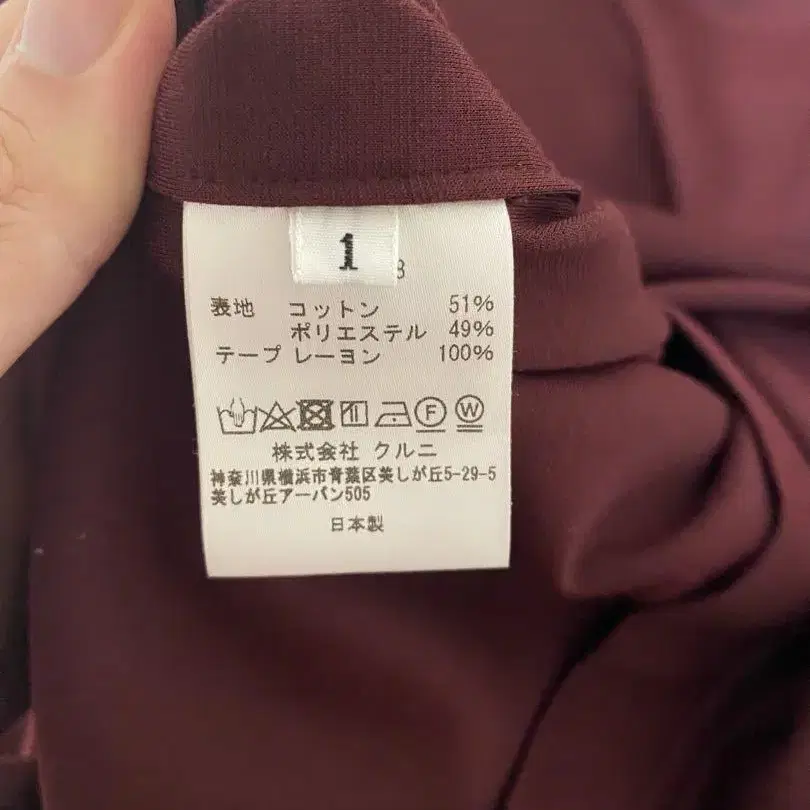 1
8
表地 コットン 51%
ポリエステル 49%
テープ レーヨン 100%
F W
株式会社 クルニ
神奈川県横浜市青葉区美しが丘5-29-5
美しが丘アーバン505
日本製